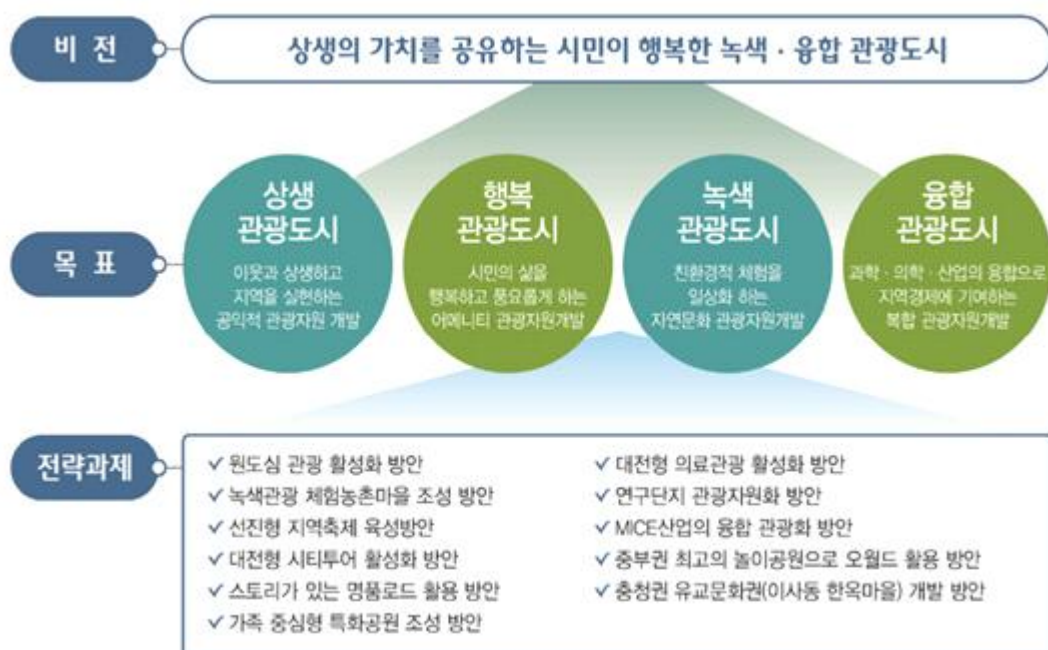 비 전
상생의 가치를 공유하는 시민이 행복한 녹색 · 융합 관광도시
목 표
상생
관광도시
이웃과 상생하고
지역을 실현하는
공익적 관광자원 개발
행복
관광도시
시민의 삶을
행복하고 풍요롭게 하는
어메니티 관광자원개발
녹색
관광도시
친환경적 체험을
일상화 하는
자연문화 관광자원개발
융합
관광도시
과학 · 의학 · 산업의 융합으로
지역경제에 기여하는
복합 관광자원개발
전략과제
✓ 원도심 관광 활성화 방안
✓ 녹색관광 체험농촌마을 조성 방안
✓ 선진형 지역축제 육성방안
✓ 대전형 시티투어 활성화 방안
✓ 스토리가 있는 명품로드 활용 방안
✓ 가족 중심형 특화공원 조성 방안
✓ 대전형 의료관광 활성화 방안
✓ 연구단지 관광자원화 방안
✓ MICE산업의 융합 관광화 방안
✓ 중부권 최고의 놀이공원으로 오월드 활용 방안
✓ 충청권 유교문화권(이사동 한옥마을) 개발 방안